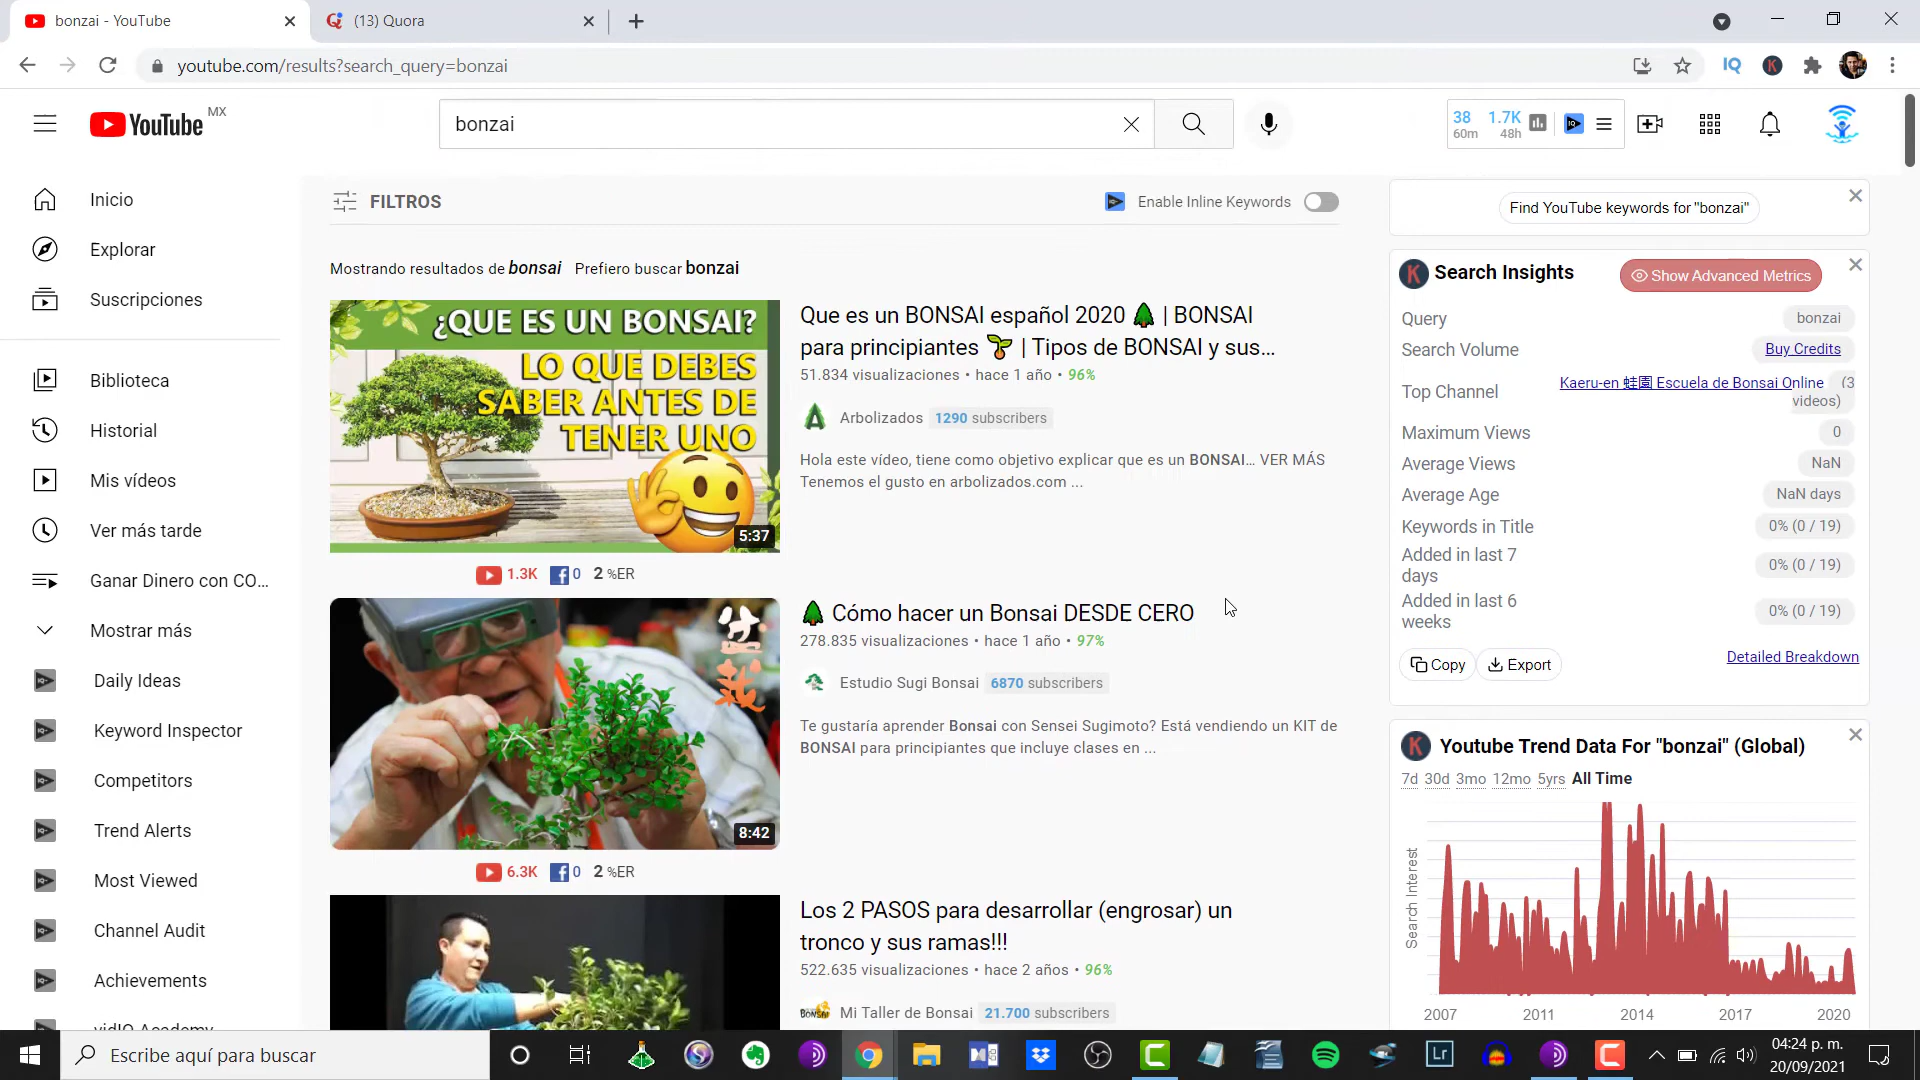 bonzai - YouTube
(13) Quora
youtube.com/results?search_query=bonzai
IQ
YouTube MX
bonzai
38 1.7K
60m 48h
Inicio
Explorar
Suscripciones
Biblioteca
Historial
Mis vídeos
Ver más tarde
Ganar Dinero con CO...
Mostrar más
Daily Ideas
Keyword Inspector
Competitors
Trend Alerts
Most Viewed
Channel Audit
Achievements
vidIQ Academy
FILTROS
Enable Inline Keywords
Mostrando resultados de bonsai Prefiero buscar bonzai
¿QUE ES UN BONSAI?
LO QUE DEBES
SABER ANTES DE
TENER UNO
5:37
1.3K 0 2 %ER
Que es un BONSAI español 2020 🌲 | BONSAI
para principiantes 🌱 | Tipos de BONSAI y sus...
51.834 visualizaciones • hace 1 año • 96%
Arbolizados 1290 subscribers
Hola este vídeo, tiene como objetivo explicar que es un BONSAI... VER MÁS
Tenemos el gusto en arbolizados.com ...
8:42
6.3K 0 2 %ER
🌲 Cómo hacer un Bonsai DESDE CERO
278.835 visualizaciones • hace 1 año • 97%
Estudio Sugi Bonsai 6870 subscribers
Te gustaría aprender Bonsai con Sensei Sugimoto? Está vendiendo un KIT de
BONSAI para principiantes que incluye clases en ...
Los 2 PASOS para desarrollar (engrosar) un
tronco y sus ramas!!!
522.635 visualizaciones • hace 2 años • 96%
BONSAI
Mi Taller de Bonsai 21.700 subscribers
Find YouTube keywords for "bonzai"
K Search Insights
Show Advanced Metrics
Query bonzai
Search Volume Buy Credits
Top Channel Kaeru-en 蛙園 Escuela de Bonsai Online (3
videos)
Maximum Views 0
Average Views NaN
Average Age NaN days
Keywords in Title 0% (0 / 19)
Added in last 7
days 0% (0 / 19)
Added in last 6
weeks 0% (0 / 19)
Copy Export
Detailed Breakdown
K Youtube Trend Data For "bonzai" (Global)
7d 30d 3mo 12mo 5yrs All Time
Search Interest
2007 2011 2014 2017 2020
Escribe aquí para buscar
Lr
04:24 p. m.
20/09/2021